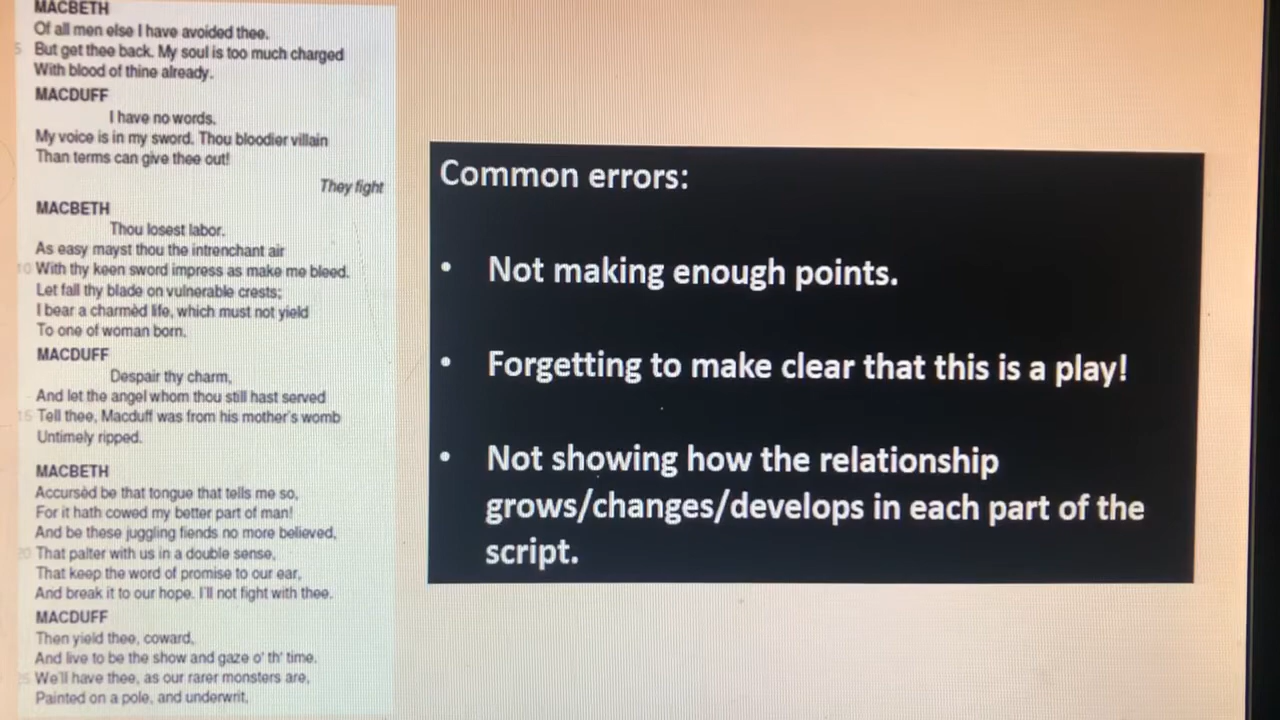 MACBETH
Of all men else I have avoided thee.
5 But get thee back. My soul is too much charged
With blood of thine already.
MACDUFF
I have no words.
My voice is in my sword. Thou bloodier villain
Than terms can give thee out!
They fight
MACBETH
Thou losest labor.
As easy mayst thou the intrenchant air
10 With thy keen sword impress as make me bleed.
Let fall thy blade on vulnerable crests;
I bear a charmèd life, which must not yield
To one of woman born.
MACDUFF
Despair thy charm,
And let the angel whom thou still hast served
15 Tell thee, Macduff was from his mother's womb
Untimely ripped.
MACBETH
Accursèd be that tongue that tells me so,
For it hath cowed my better part of man!
And be these juggling fiends no more believed,
20 That palter with us in a double sense,
That keep the word of promise to our ear,
And break it to our hope. I'll not fight with thee.
MACDUFF
Then yield thee, coward,
And live to be the show and gaze o' th' time.
25 We'll have thee, as our rarer monsters are,
Painted on a pole, and underwrit,
Common errors:
• Not making enough points.
• Forgetting to make clear that this is a play!
• Not showing how the relationship
grows/changes/develops in each part of the
script.